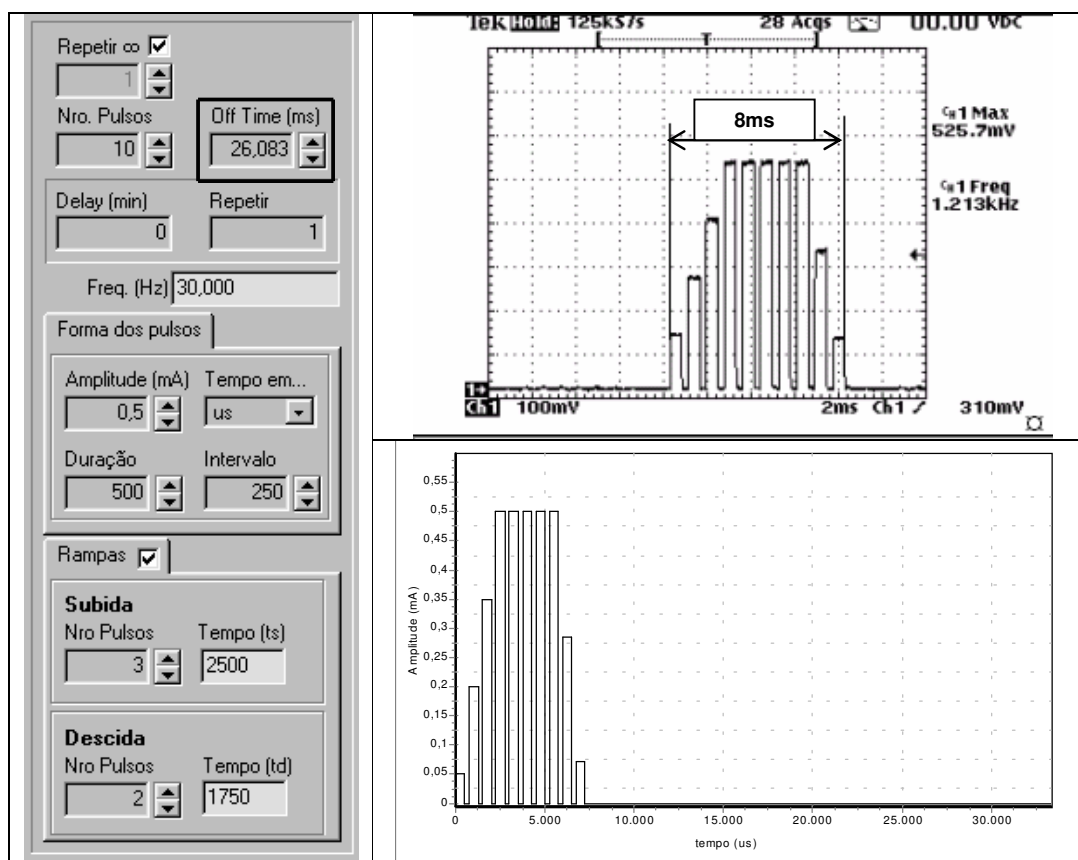 Repetir ∞
1
Nro. Pulsos
10
Off Time (ms)
26,083
Delay (min)
0
Repetir
1
Freq. (Hz) 30,000
Forma dos pulsos
Amplitude (mA)
0,5
Tempo em...
us
Duração
500
Intervalo
250
Rampas
Subida
Nro Pulsos
3
Tempo (ts)
2500
Descida
Nro Pulsos
2
Tempo (td)
1750
Tek Hold: 125kS/s 28 Acqs 00.00 VDC
T
8ms
CH1 Max
525.7mV
CH1 Freq
1.213kHz
1→
Ch1 100mV 2ms Ch1 310mV
0,55
0,5
0,45
0,4
0,35
0,3
0,25
0,2
0,15
0,1
0,05
0
Amplitude (mA)
0 5.000 10.000 15.000 20.000 25.000 30.000
tempo (us)